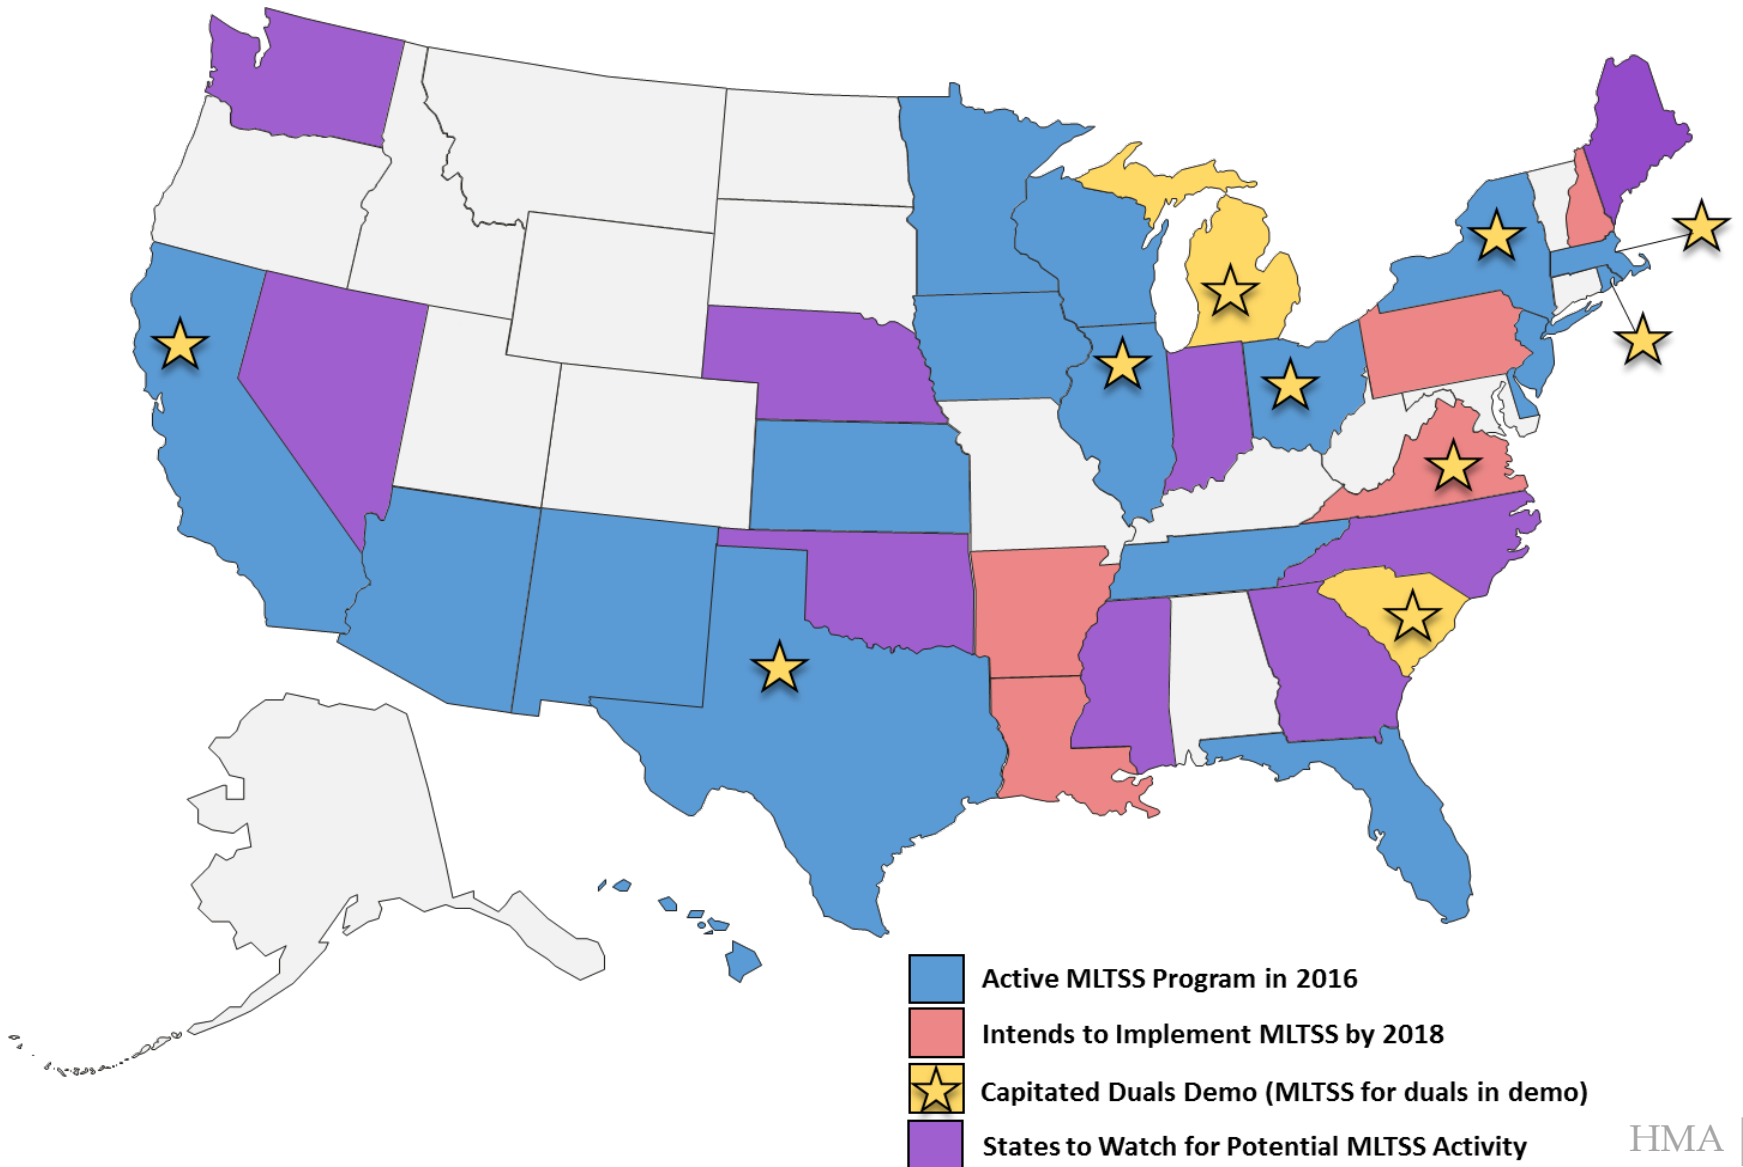 Active MLTSS Program in 2016
Intends to Implement MLTSS by 2018
Capitated Duals Demo (MLTSS for duals in demo)
States to Watch for Potential MLTSS Activity
HMA